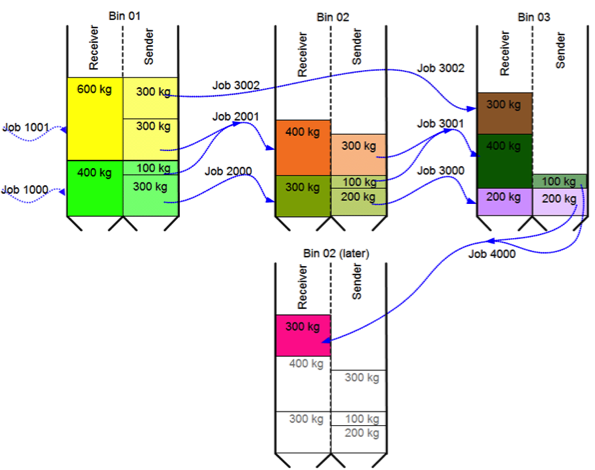 Bin 01
Bin 02
Bin 03
Receiver
Sender
Receiver
Sender
Receiver
Sender
600 kg
300 kg
Job 3002
Job 3002
300 kg
Job 1001
300 kg
Job 2001
400 kg
Job 3001
400 kg
300 kg
400 kg
100 kg
Job 2000
Job 3000
100 kg
100 kg
Job 1000
300 kg
300 kg
200 kg
200 kg
200 kg
Bin 02 (later)
Job 4000
Receiver
Sender
300 kg
400 kg
300 kg
300 kg
100 kg
200 kg